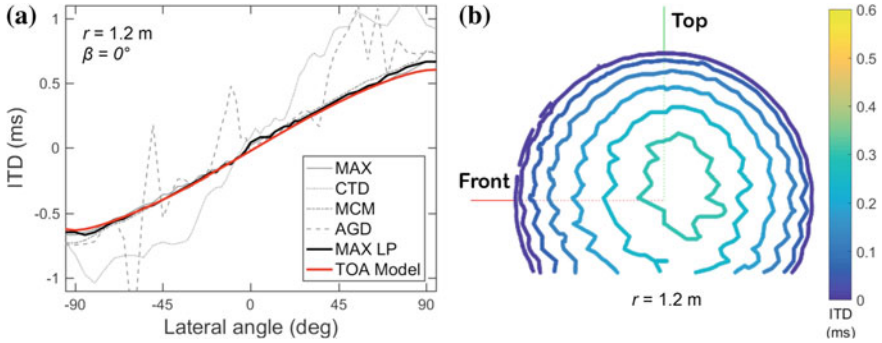 (a)
r = 1.2 m
β = 0°
ITD (ms)
1
0.5
0
-0.5
-1
MAX
CTD
MCM
AGD
MAX LP
TOA Model
-90
-45
0
45
90
Lateral angle (deg)
(b)
Top
Front
r = 1.2 m
0.6
0.5
0.4
0.3
0.2
0.1
0
ITD
(ms)